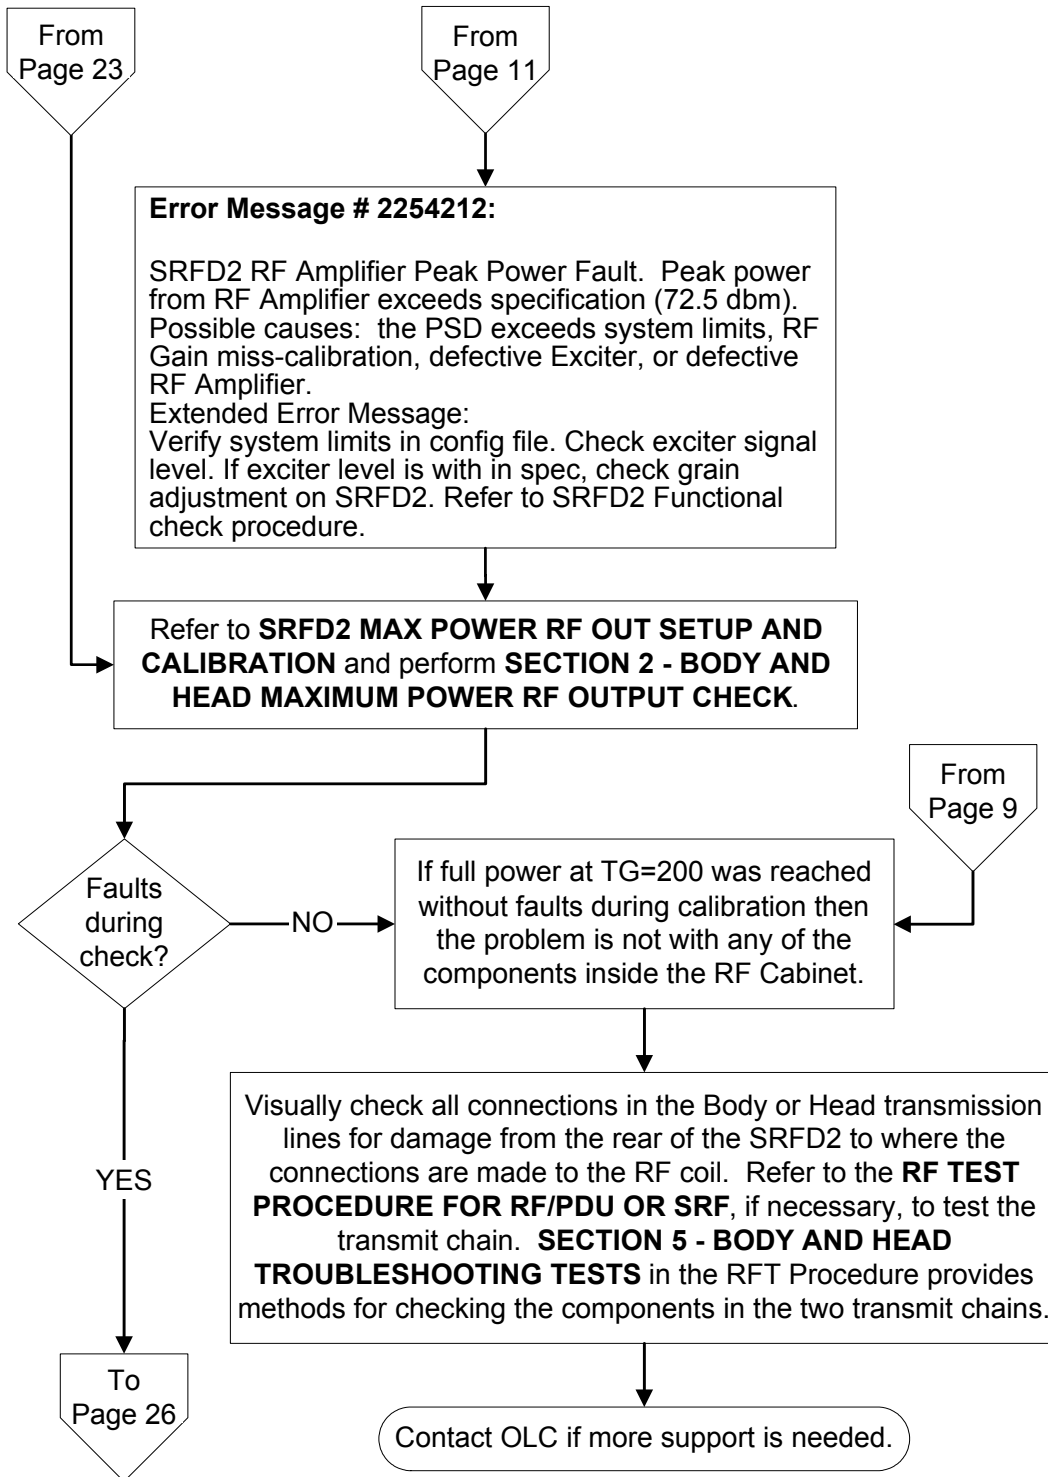 From
Page 23
From
Page 11
Error Message # 2254212:
SRFD2 RF Amplifier Peak Power Fault.  Peak power
from RF Amplifier exceeds specification (72.5 dbm).
Possible causes:  the PSD exceeds system limits, RF
Gain miss-calibration, defective Exciter, or defective
RF Amplifier.
Extended Error Message:
Verify system limits in config file. Check exciter signal
level. If exciter level is with in spec, check grain
adjustment on SRFD2. Refer to SRFD2 Functional
check procedure.
Refer to SRFD2 MAX POWER RF OUT SETUP AND
CALIBRATION and perform SECTION 2 - BODY AND
HEAD MAXIMUM POWER RF OUTPUT CHECK.
From
Page 9
Faults
during
check?
NO
If full power at TG=200 was reached
without faults during calibration then
the problem is not with any of the
components inside the RF Cabinet.
YES
Visually check all connections in the Body or Head transmission
lines for damage from the rear of the SRFD2 to where the
connections are made to the RF coil.  Refer to the RF TEST
PROCEDURE FOR RF/PDU OR SRF, if necessary, to test the
transmit chain.  SECTION 5 - BODY AND HEAD
TROUBLESHOOTING TESTS in the RFT Procedure provides
methods for checking the components in the two transmit chains.
To
Page 26
Contact OLC if more support is needed.